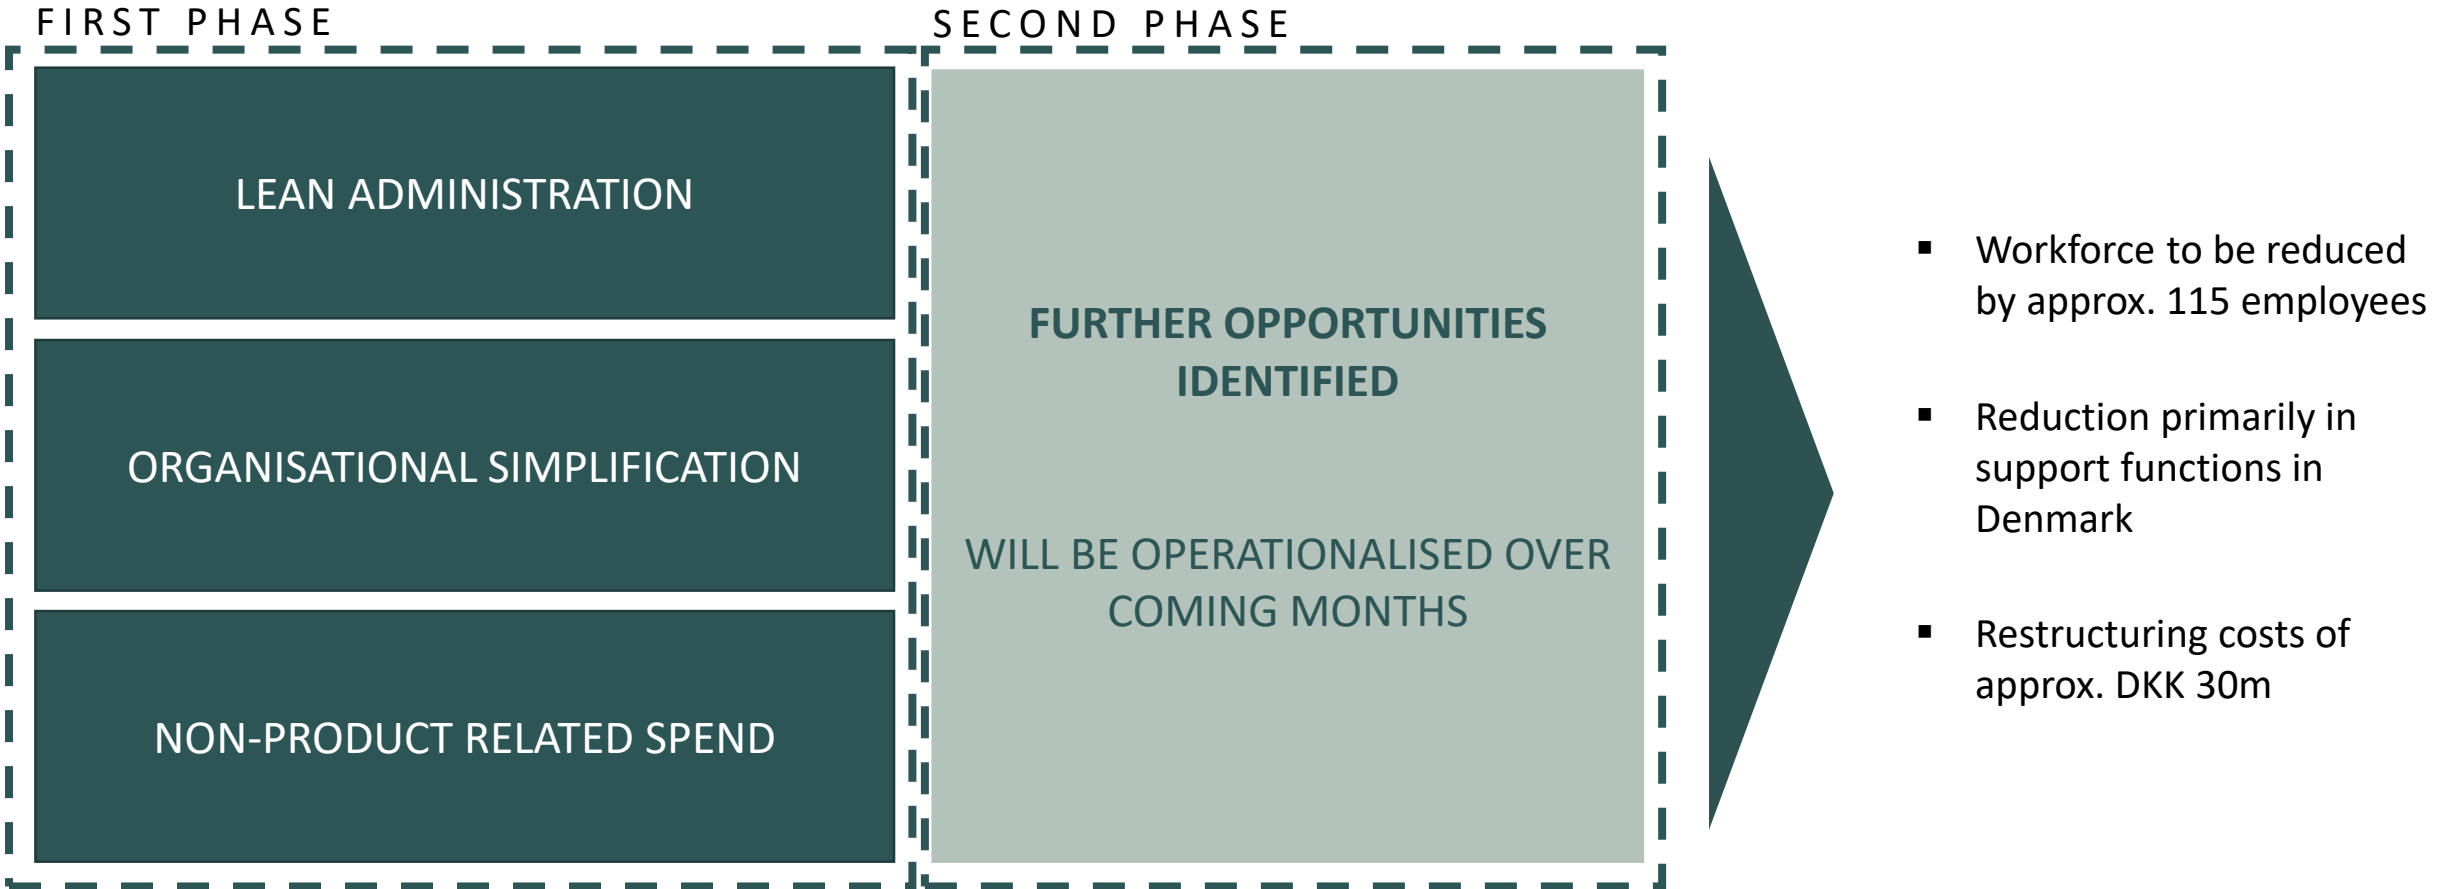 FIRST PHASE
LEAN ADMINISTRATION
ORGANISATIONAL SIMPLIFICATION
NON-PRODUCT RELATED SPEND
SECOND PHASE
FURTHER OPPORTUNITIES
IDENTIFIED
WILL BE OPERATIONALISED OVER
COMING MONTHS
▪ Workforce to be reduced
by approx. 115 employees
▪ Reduction primarily in
support functions in
Denmark
▪ Restructuring costs of
approx. DKK 30m